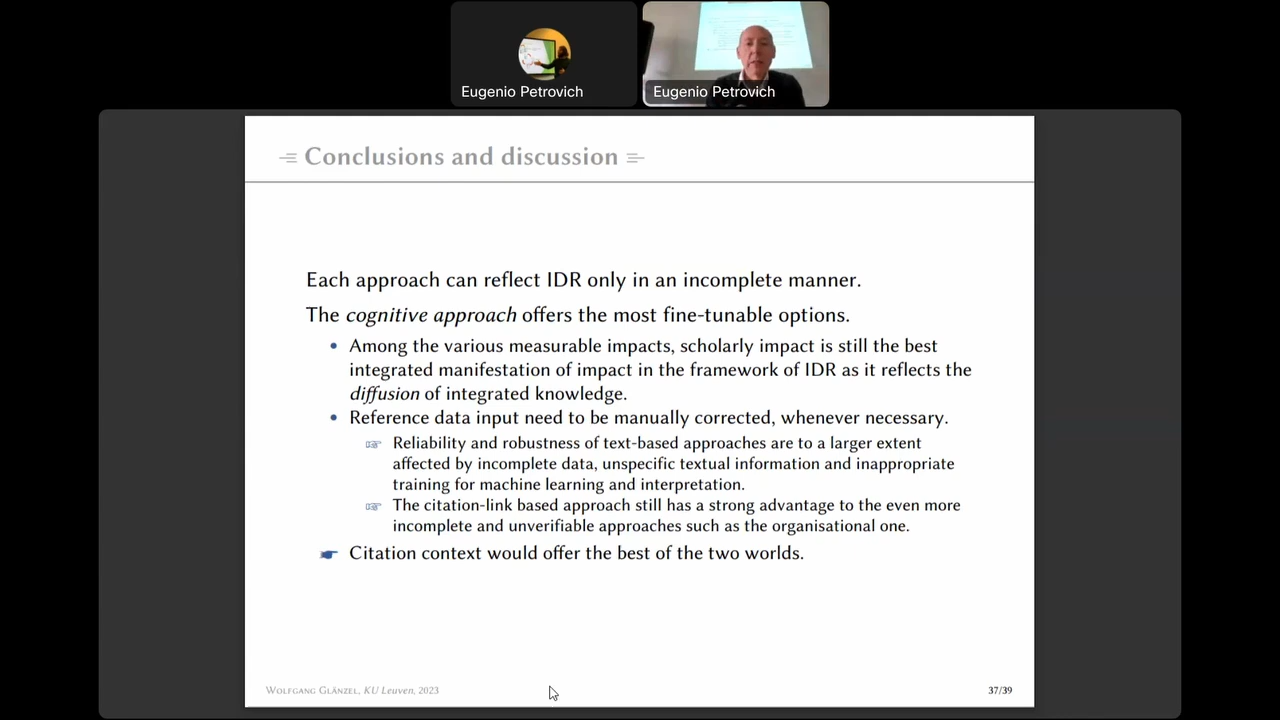 Eugenio Petrovich
Eugenio Petrovich
Conclusions and discussion
Each approach can reflect IDR only in an incomplete manner.
The cognitive approach offers the most fine-tunable options.
• Among the various measurable impacts, scholarly impact is still the best
integrated manifestation of impact in the framework of IDR as it reflects the
diffusion of integrated knowledge.
• Reference data input need to be manually corrected, whenever necessary.
☞ Reliability and robustness of text-based approaches are to a larger extent
affected by incomplete data, unspecific textual information and inappropriate
training for machine learning and interpretation.
☞ The citation-link based approach still has a strong advantage to the even more
incomplete and unverifiable approaches such as the organisational one.
☛ Citation context would offer the best of the two worlds.
Wolfgang Glänzel, KU Leuven, 2023
37/39